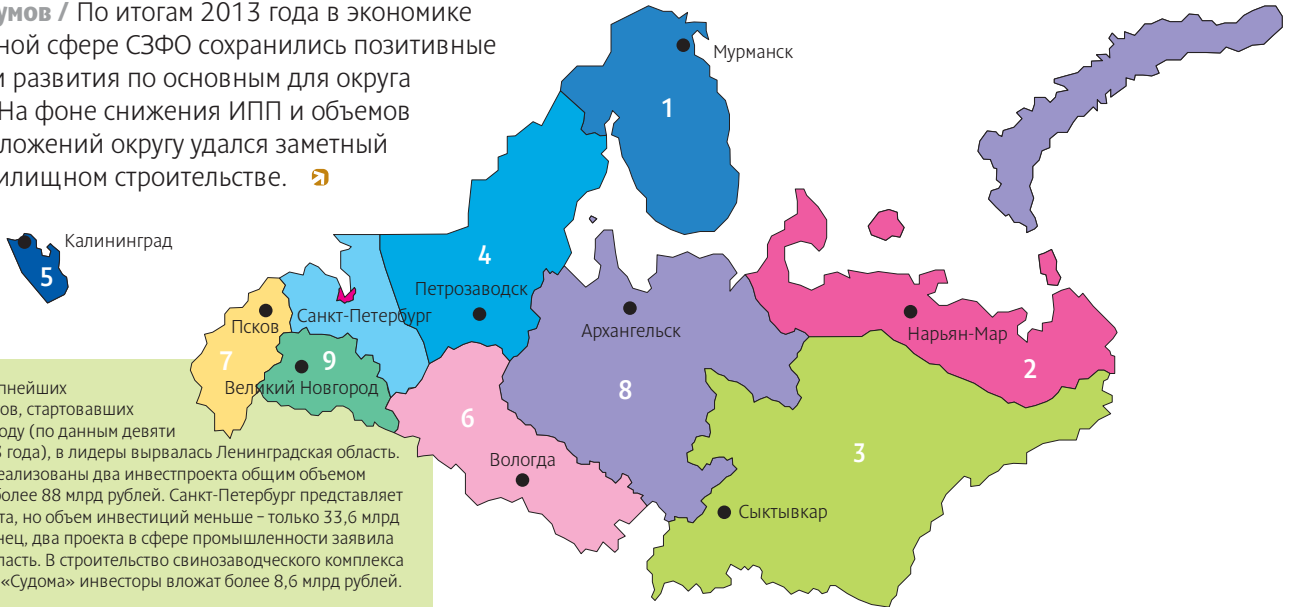 умов / По итогам 2013 года в экономике
ной сфере СЗФО сохранились позитивные
и развития по основным для округа
На фоне снижения ИПП и объемов
ложений округу удался заметный
илищном строительстве.
Мурманск
1
Калининград
5
4
Петрозаводск
Санкт-Петербург
Псков
7
9
Великий Новгород
Архангельск
8
Нарьян-Мар
2
6
Вологда
3
Сыктывкар
пнейших
ов, стартовавших
оду (по данным девяти
3 года), в лидеры вырвалась Ленинградская область.
еализованы два инвестпроекта общим объемом
более 88 млрд рублей. Санкт-Петербург представляет
та, но объем инвестиций меньше – только 33,6 млрд
нец, два проекта в сфере промышленности заявила
ласть. В строительство свинозаводческого комплекса
«Судома» инвесторы вложат более 8,6 млрд рублей.